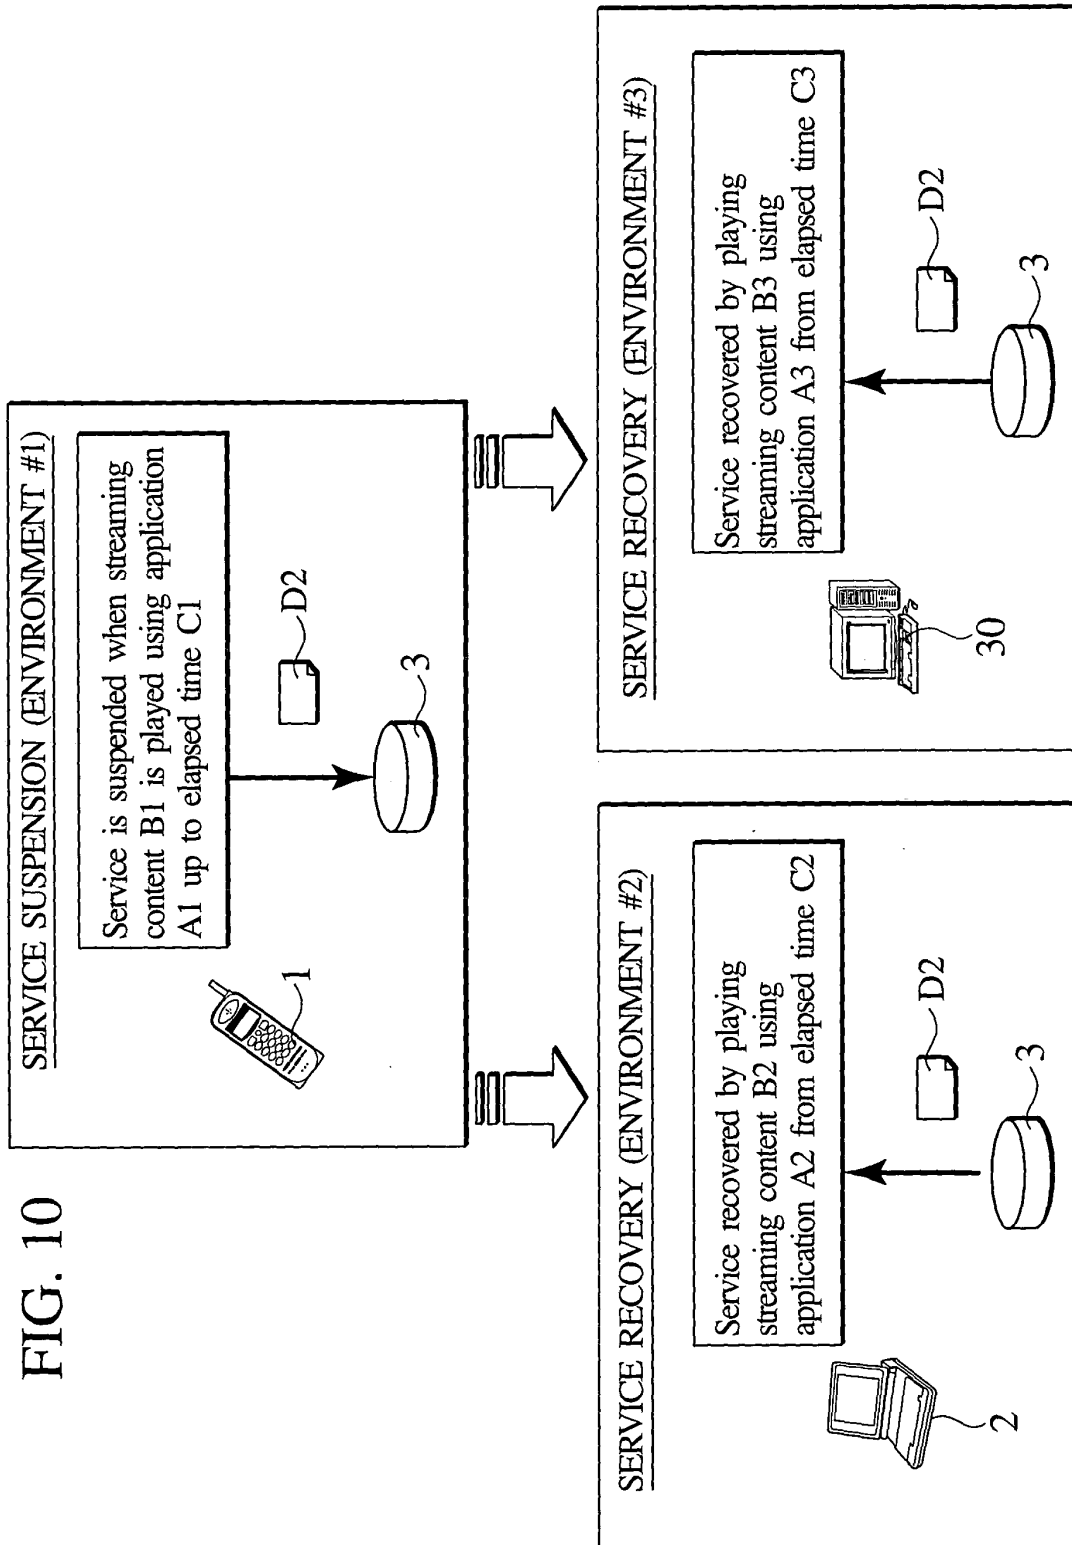 FIG. 10
SERVICE SUSPENSION (ENVIRONMENT #1)
Service is suspended when streaming
content B1 is played using application
A1 up to elapsed time C1
1
D2
3
SERVICE RECOVERY (ENVIRONMENT #2)
Service recovered by playing
streaming content B2 using
application A2 from elapsed time C2
2
D2
3
SERVICE RECOVERY (ENVIRONMENT #3)
Service recovered by playing
streaming content B3 using
application A3 from elapsed time C3
30
D2
3